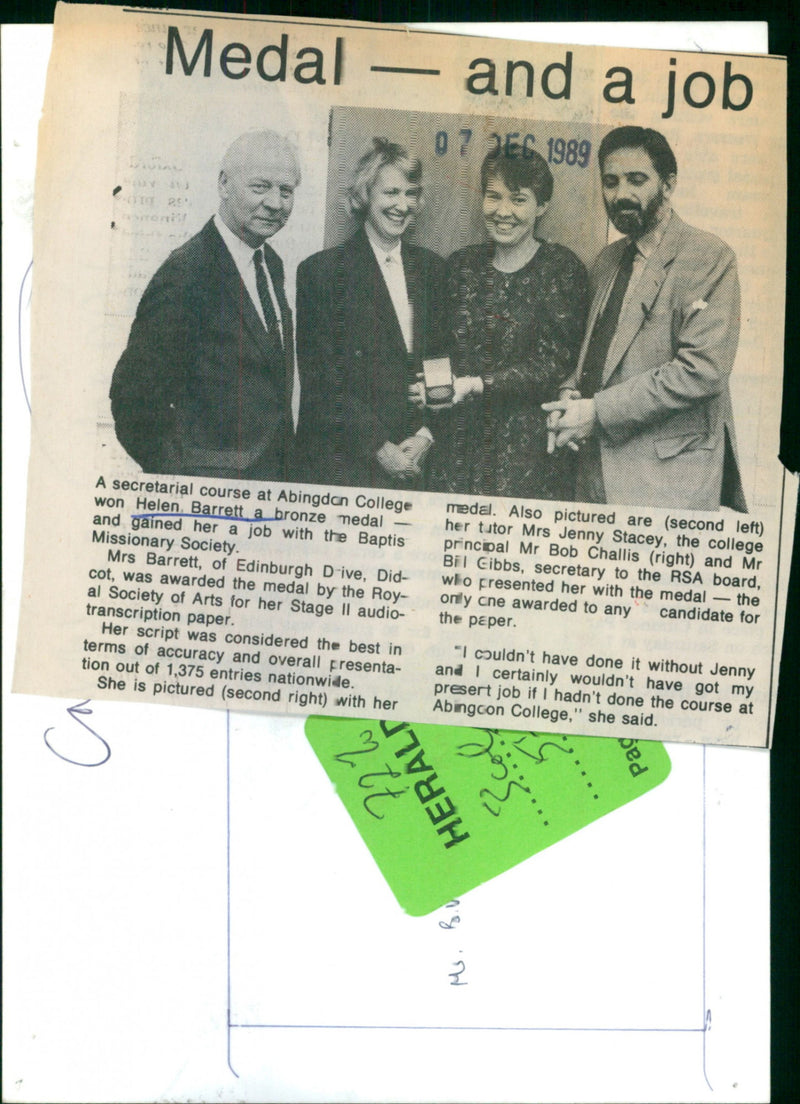 Medal — and a job
07 DEC 1989
A secretarial course at Abingdon College
won Helen Barrett a bronze medal —
and gained her a job with the Baptis
Missionary Society.
Mrs Barrett, of Edinburgh Drive, Did-
cot, was awarded the medal by the Roy-
al Society of Arts for her Stage II audio-
transcription paper.
Her script was considered the best in
terms of accuracy and overall presenta-
tion out of 1,375 entries nationwide.
She is pictured (second right) with her
medal. Also pictured are (second left)
her tutor Mrs Jenny Stacey, the college
principal Mr Bob Challis (right) and Mr
Bill Gibbs, secretary to the RSA board,
who presented her with the medal — the
only one awarded to any candidate for
the paper.
"I couldn't have done it without Jenny
and I certainly wouldn't have got my
present job if I hadn't done the course at
Abingdon College," she said.
HERALD
Pag
Mr. B.